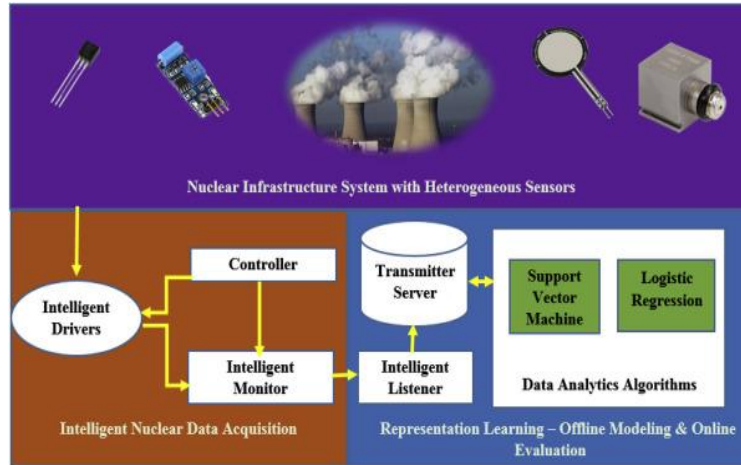 Nuclear Infrastructure System with Heterogeneous Sensors
Controller
Intelligent
Drivers
Intelligent
Monitor
Intelligent Nuclear Data Acquisition
Transmitter
Server
Intelligent
Listener
Support
Vector
Machine
Logistic
Regression
Data Analytics Algorithms
Representation Learning – Offline Modeling & Online
Evaluation